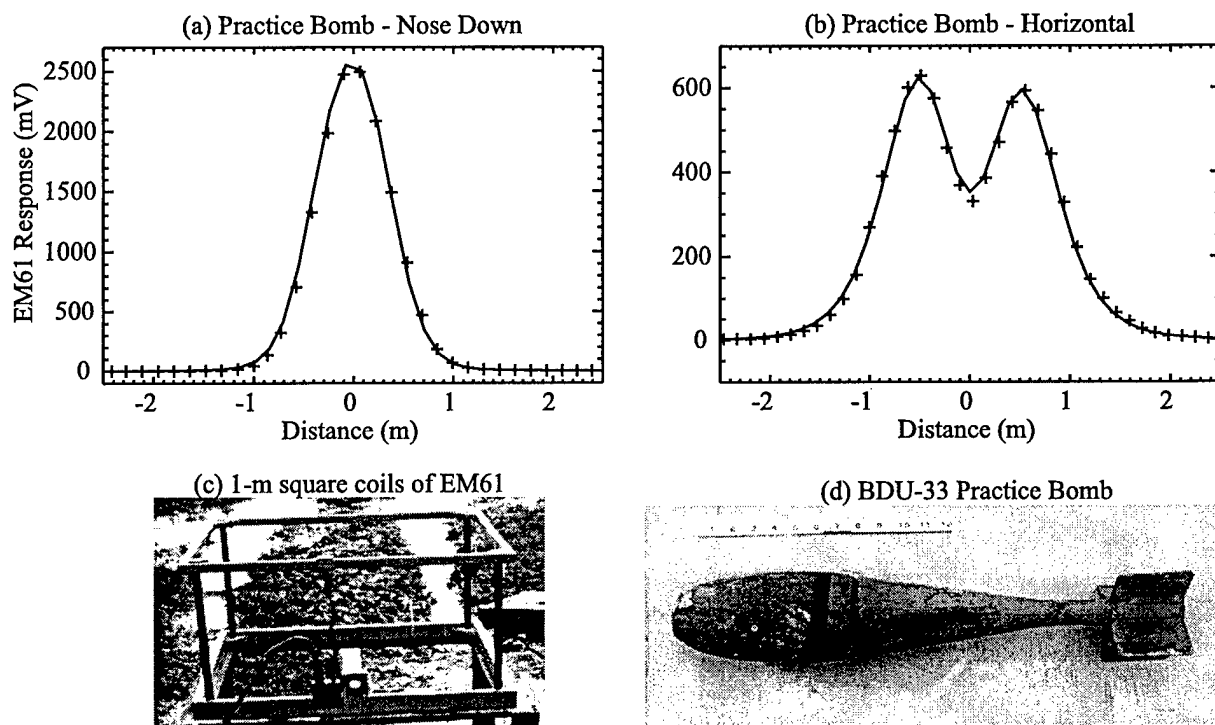 (a) Practice Bomb - Nose Down
EM61 Response (mV)
2500
2000
1500
1000
500
0
-2 -1 0 1 2
Distance (m)
(b) Practice Bomb - Horizontal
600
400
200
0
-2 -1 0 1 2
Distance (m)
(c) 1-m square coils of EM61
(d) BDU-33 Practice Bomb